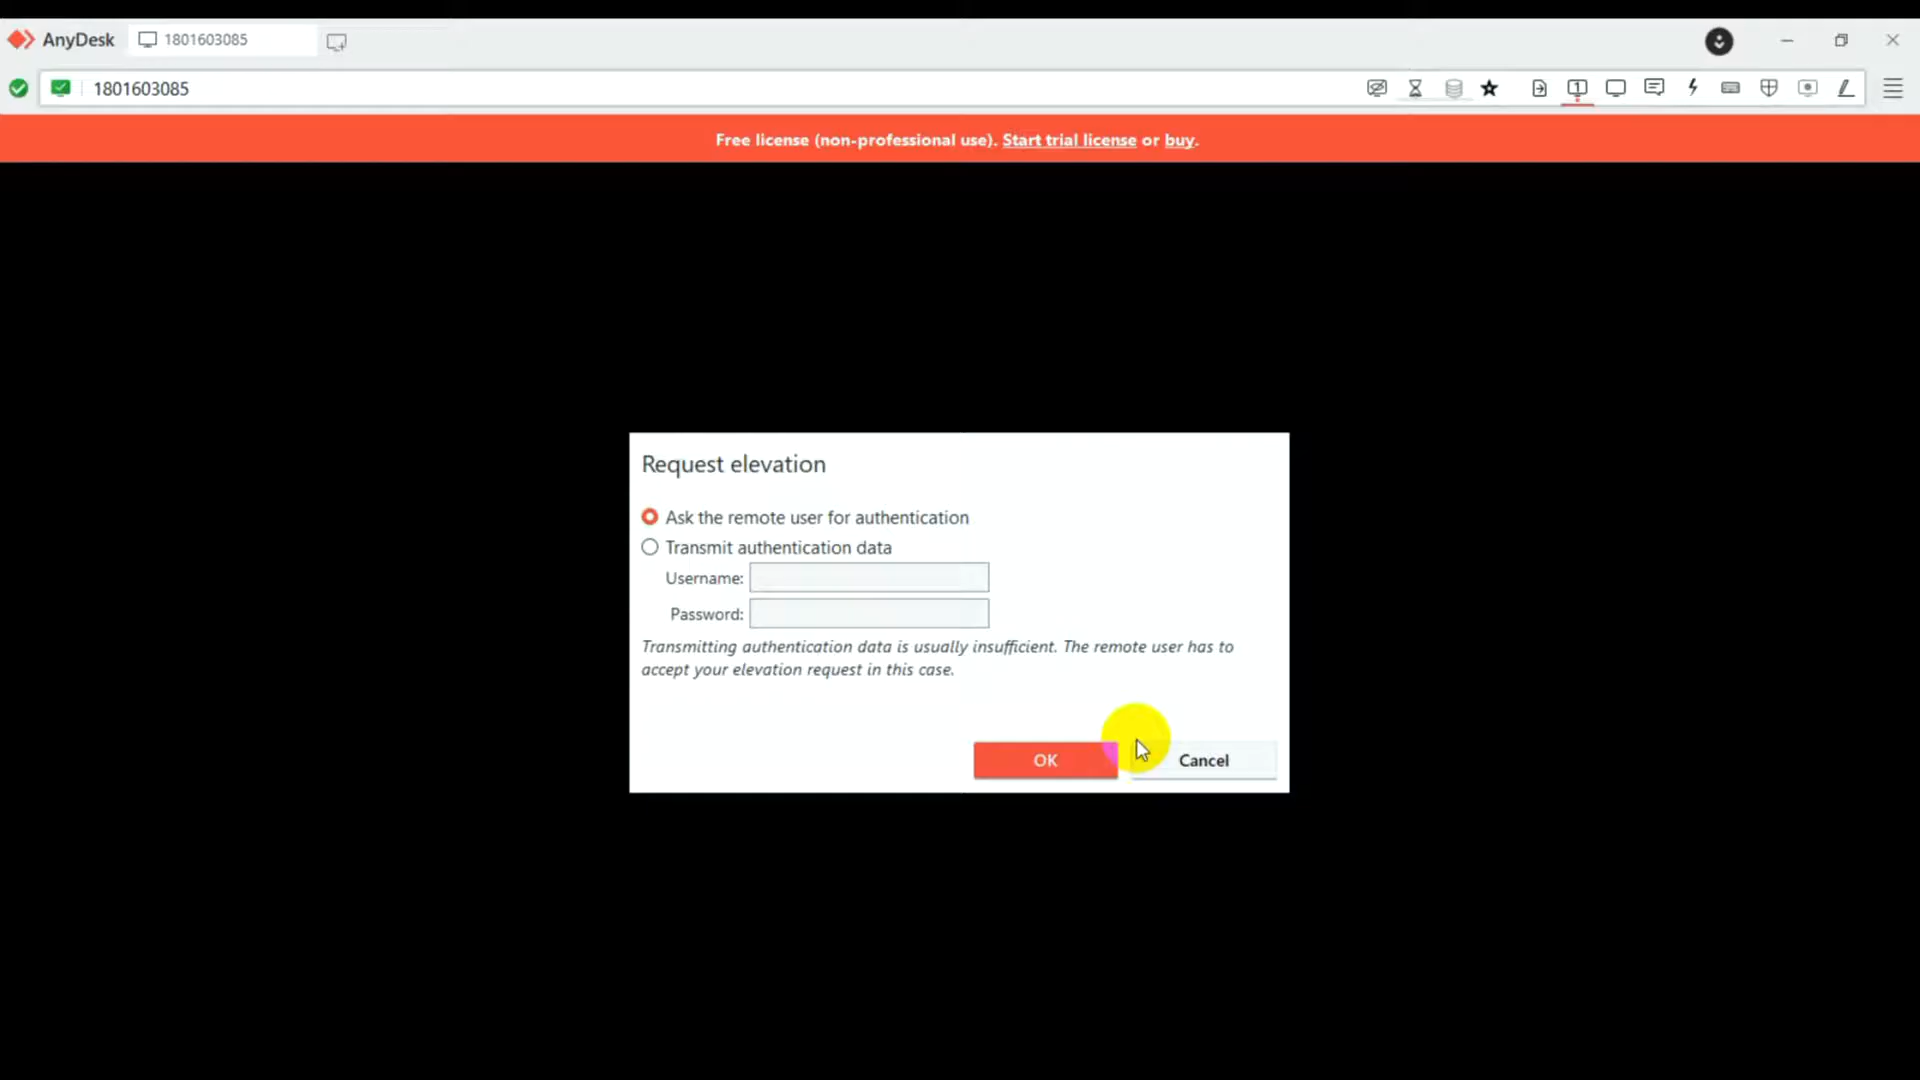 AnyDesk
1801603085
1801603085
1
Free license (non-professional use). Start trial license or buy.
Request elevation
Ask the remote user for authentication
Transmit authentication data
Username:
Password:
Transmitting authentication data is usually insufficient. The remote user has to
accept your elevation request in this case.
OK
Cancel